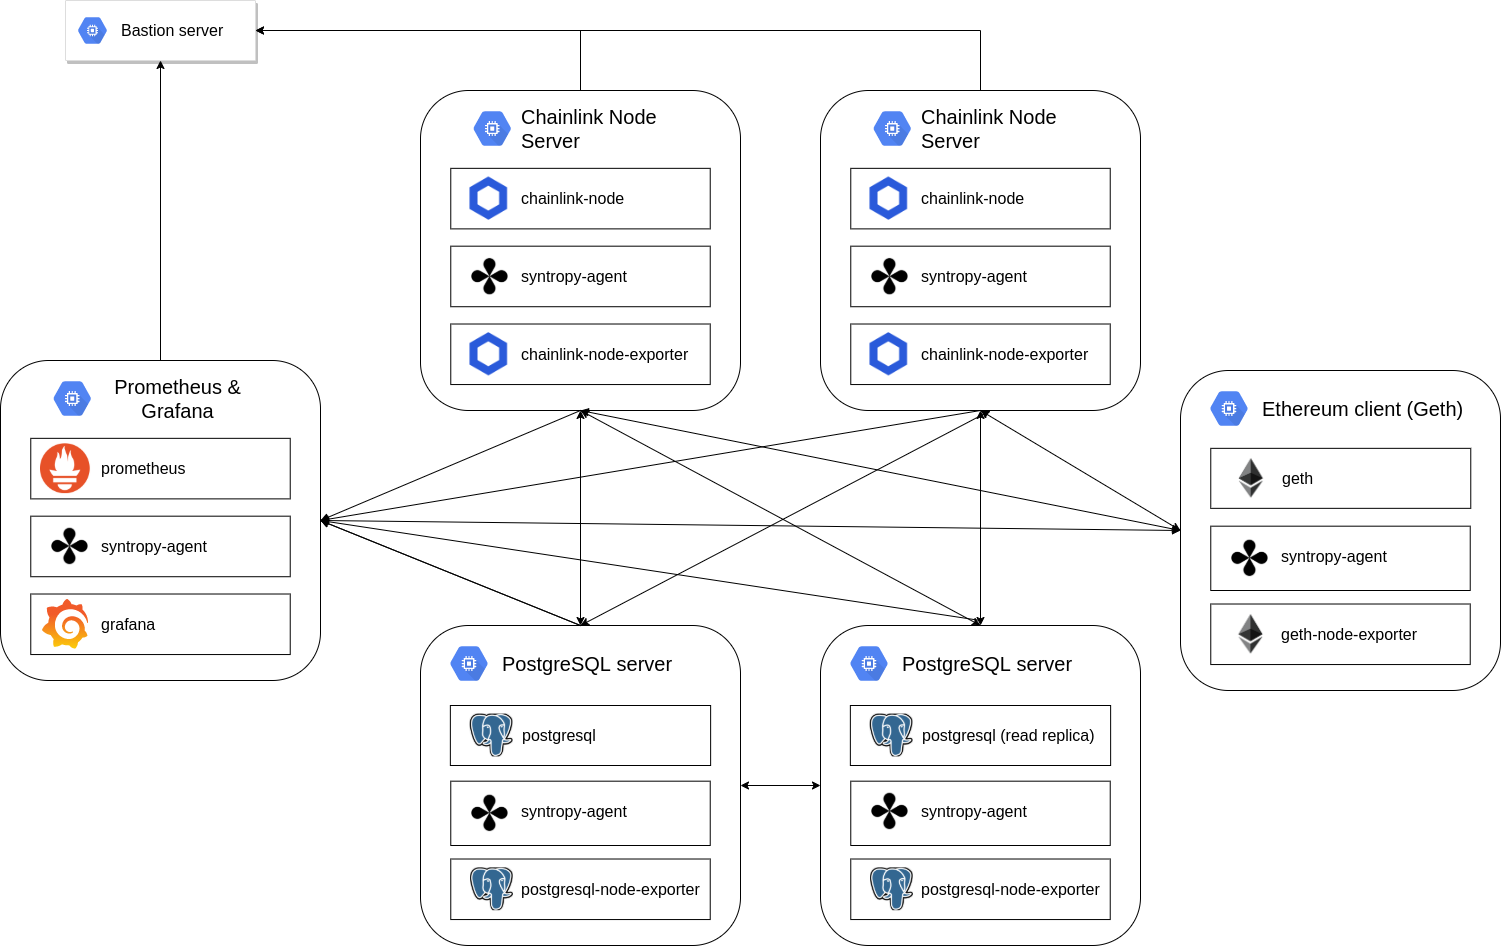 Bastion server
Chainlink Node
Server
chainlink-node
syntropy-agent
chainlink-node-exporter
Chainlink Node
Server
chainlink-node
syntropy-agent
chainlink-node-exporter
Prometheus &
Grafana
prometheus
syntropy-agent
grafana
Ethereum client (Geth)
geth
syntropy-agent
geth-node-exporter
PostgreSQL server
postgresql
syntropy-agent
postgresql-node-exporter
PostgreSQL server
postgresql (read replica)
syntropy-agent
postgresql-node-exporter